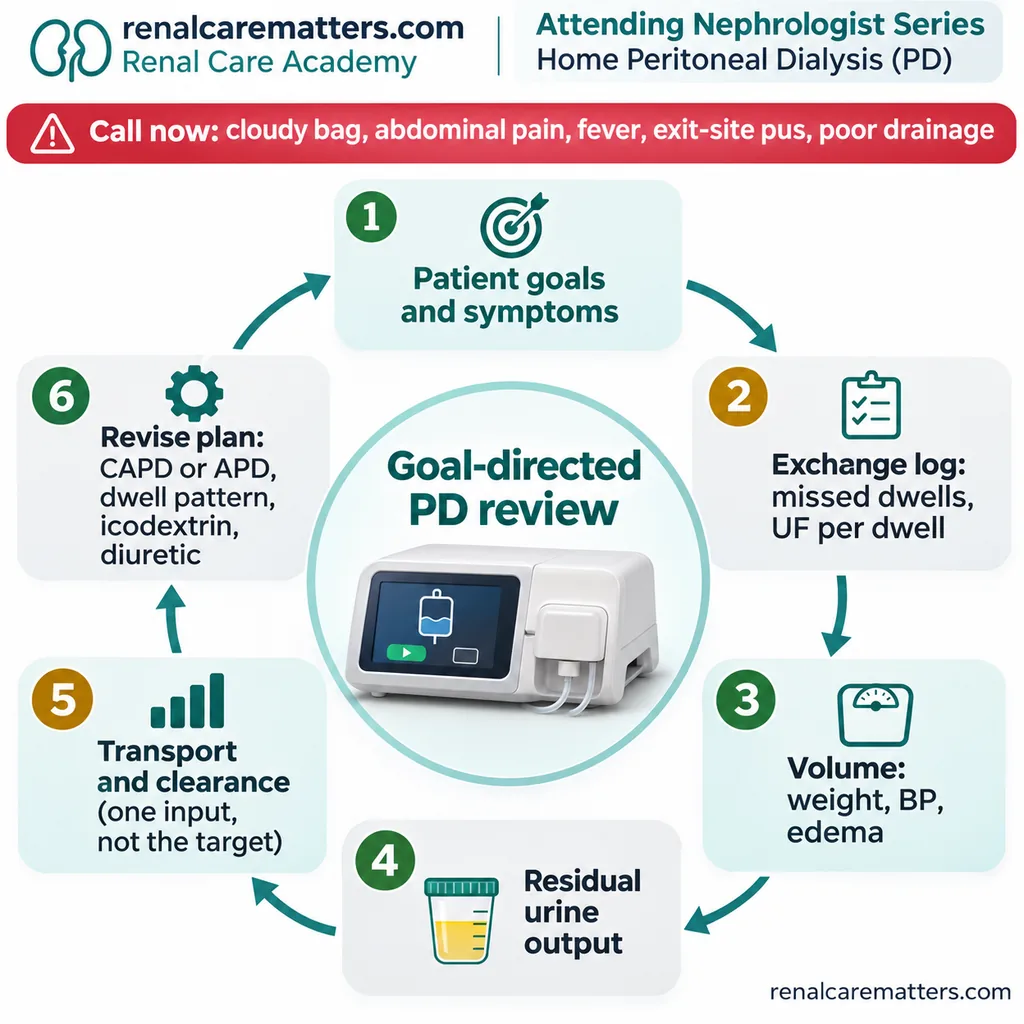 renalcarematters.com
Renal Care Academy
Attending Nephrologist Series
Home Peritoneal Dialysis (PD)
Call now: cloudy bag, abdominal pain, fever, exit-site pus, poor drainage
1
Patient goals
and symptoms
2
Exchange log:
missed dwells,
UF per dwell
3
Volume:
weight, BP,
edema
4
Residual
urine
output
5
Transport
and clearance
(one input,
not the target)
6
Revise plan:
CAPD or APD,
dwell pattern,
icodextrin,
diuretic
Goal-directed
PD review
renalcarematters.com